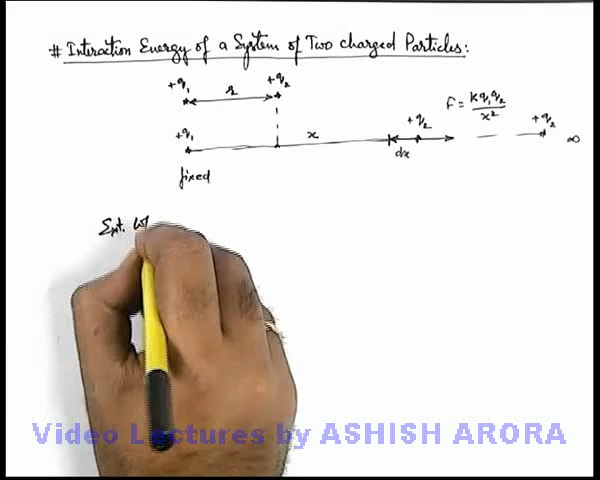 # Interaction Energy of a System of Two charged Particles:
+q₁ +q₂
r
+q₁ x +q₂ F = kq₁q₂/x² +q₂
dx ∞
fixed
Ext. W
Video Lectures by ASHISH ARORA